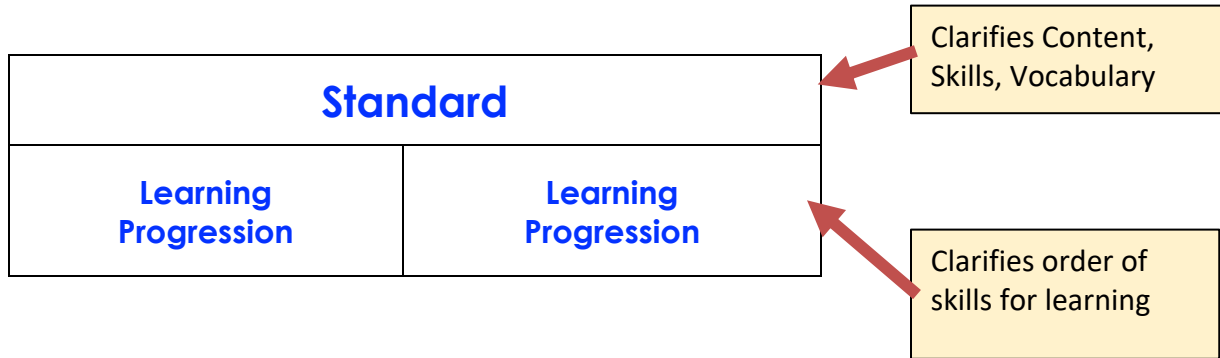 Clarifies Content,
Skills, Vocabulary
Standard
Learning
Progression
Learning
Progression
Clarifies order of
skills for learning